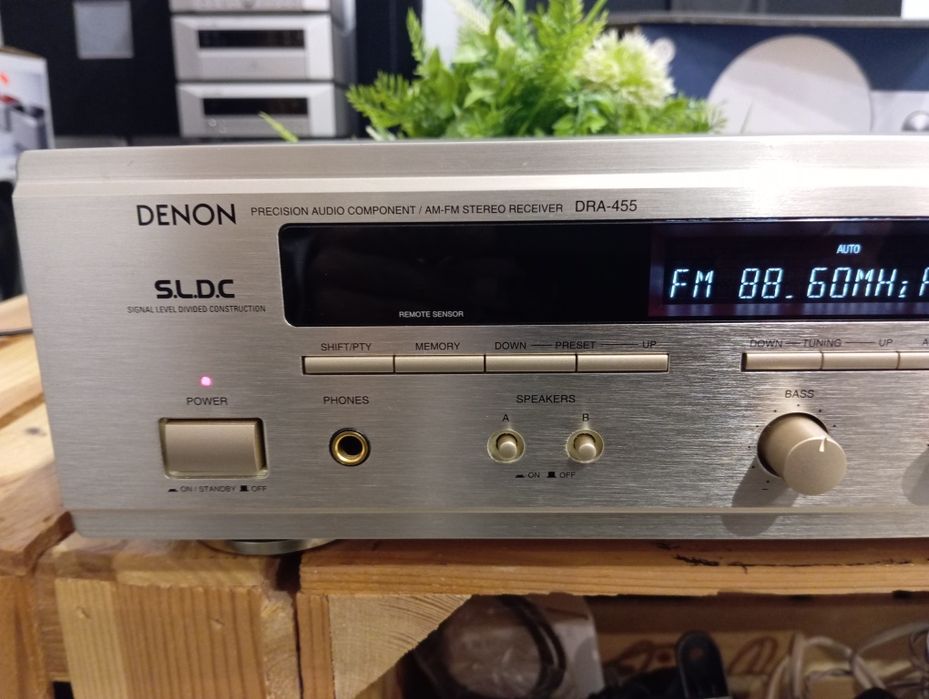 DENON PRECISION AUDIO COMPONENT / AM-FM STEREO RECEIVER DRA-455
S.L.D.C
SIGNAL LEVEL DIVIDED CONSTRUCTION
AUTO
FM 88.60MHz
REMOTE SENSOR
SHIFT/PTY MEMORY DOWN PRESET UP DOWN TUNING UP
POWER PHONES SPEAKERS BASS
A B
ON OFF
ON / STANDBY OFF